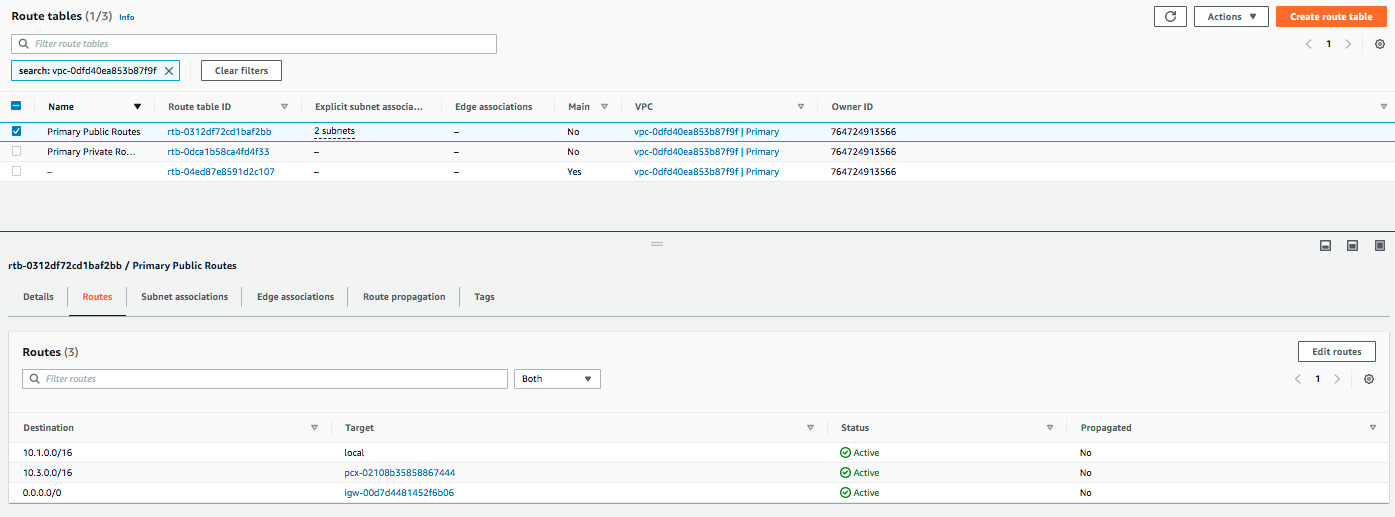 Route tables (1/3) Info Actions Create route table
Filter route tables 1
search: vpc-0dfd40ea853b87f9f Clear filters
Name Route table ID Explicit subnet associa... Edge associations Main VPC Owner ID
Primary Public Routes rtb-0312df72cd1baf2bb 2 subnets – No vpc-0dfd40ea853b87f9f | Primary 764724913566
Primary Private Ro... rtb-0dca1b58ca4fd4f33 – – No vpc-0dfd40ea853b87f9f | Primary 764724913566
– rtb-04ed87e8591d2c107 – – Yes vpc-0dfd40ea853b87f9f | Primary 764724913566
rtb-0312df72cd1baf2bb / Primary Public Routes
Details Routes Subnet associations Edge associations Route propagation Tags
Routes (3) Edit routes
Filter routes Both 1
Destination Target Status Propagated
10.1.0.0/16 local Active No
10.3.0.0/16 pcx-02108b35858867444 Active No
0.0.0.0/0 igw-00d7d4481452f6b06 Active No